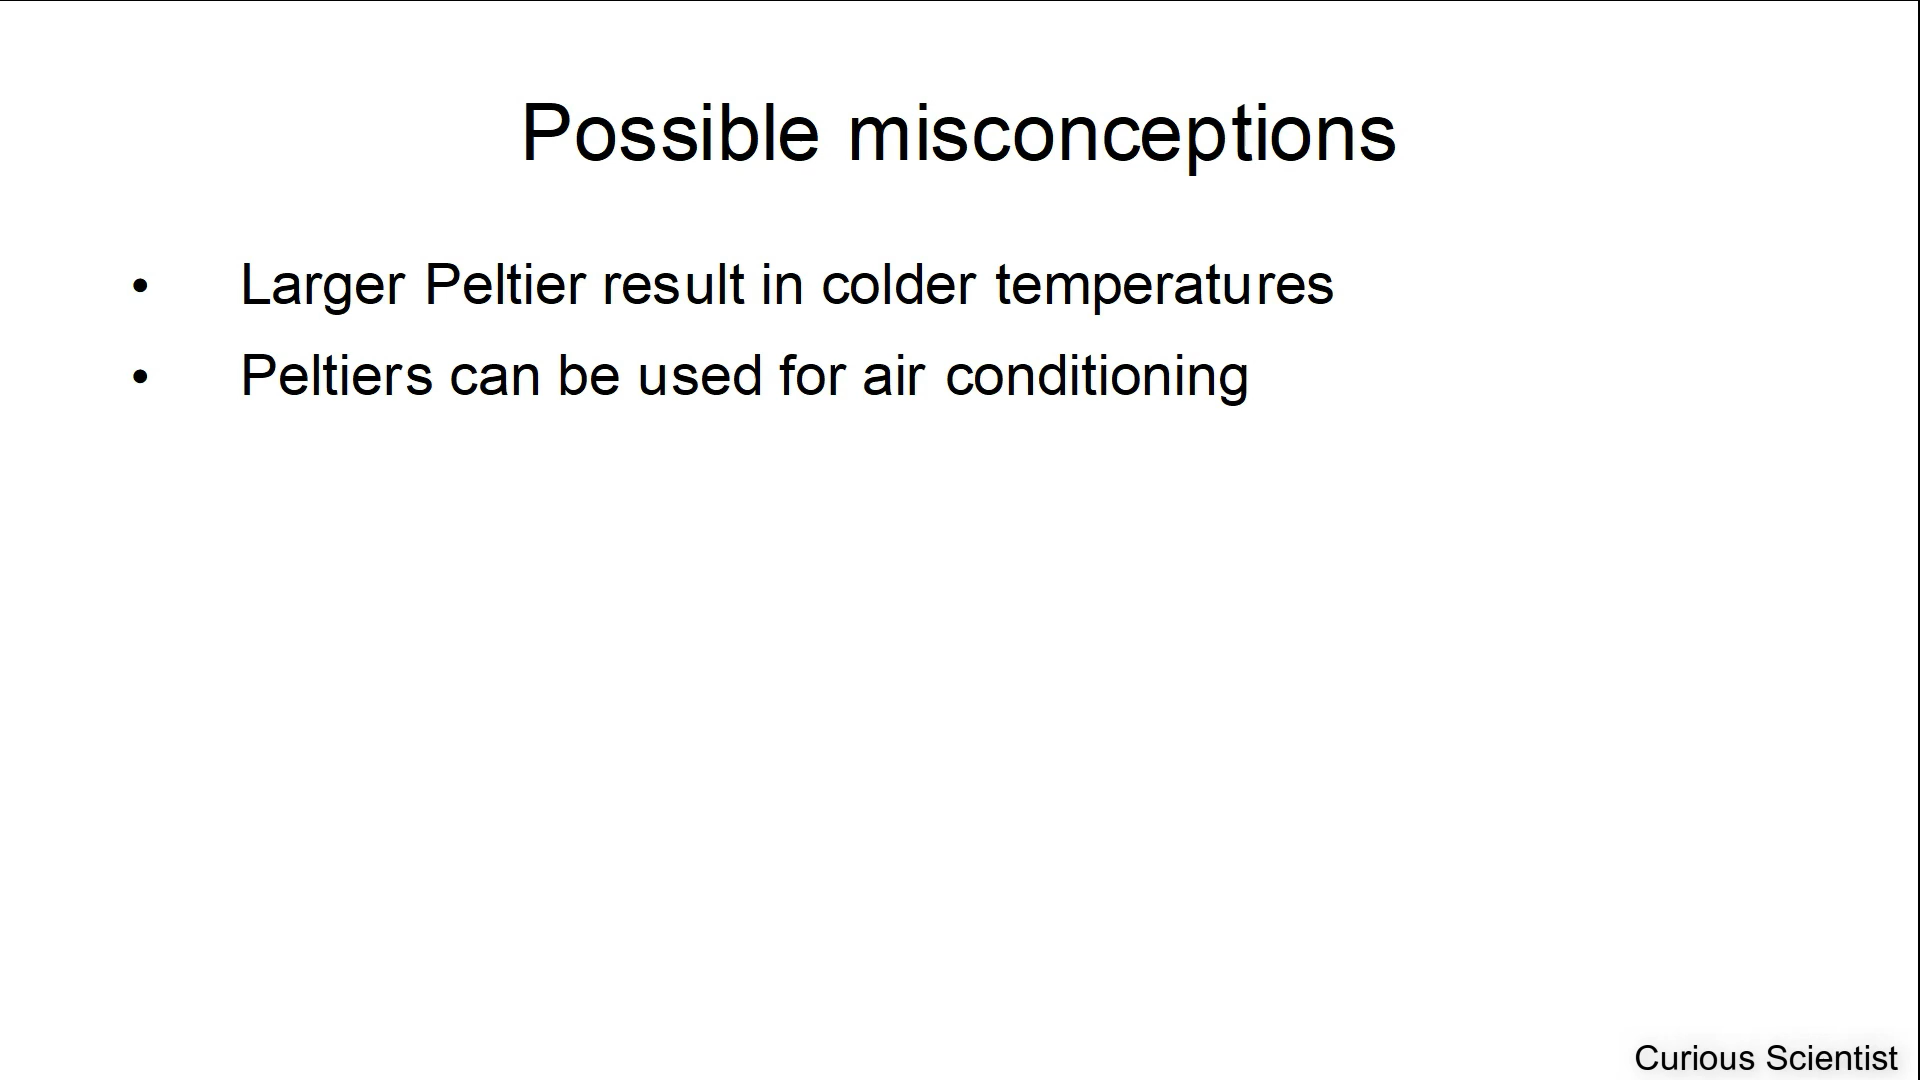 Possible misconceptions
• Larger Peltier result in colder temperatures
• Peltiers can be used for air conditioning
Curious Scientist